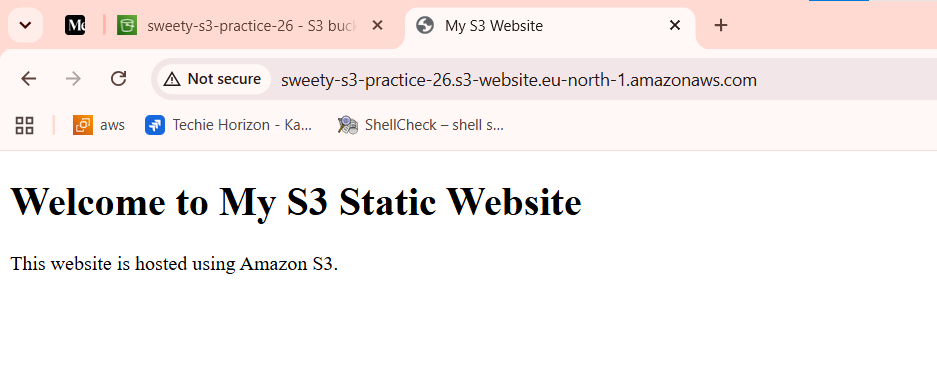 Me
sweety-s3-practice-26 - S3 buc
My S3 Website
Not secure
sweety-s3-practice-26.s3-website.eu-north-1.amazonaws.com
aws
Techie Horizon - Ka...
ShellCheck – shell s...
Welcome to My S3 Static Website
This website is hosted using Amazon S3.